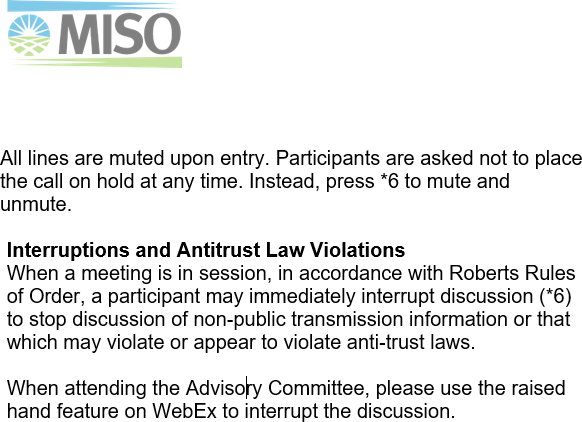 MISO
All lines are muted upon entry. Participants are asked not to place
the call on hold at any time. Instead, press *6 to mute and
unmute.
Interruptions and Antitrust Law Violations
When a meeting is in session, in accordance with Roberts Rules
of Order, a participant may immediately interrupt discussion (*6)
to stop discussion of non-public transmission information or that
which may violate or appear to violate anti-trust laws.
When attending the Advisory Committee, please use the raised
hand feature on WebEx to interrupt the discussion.